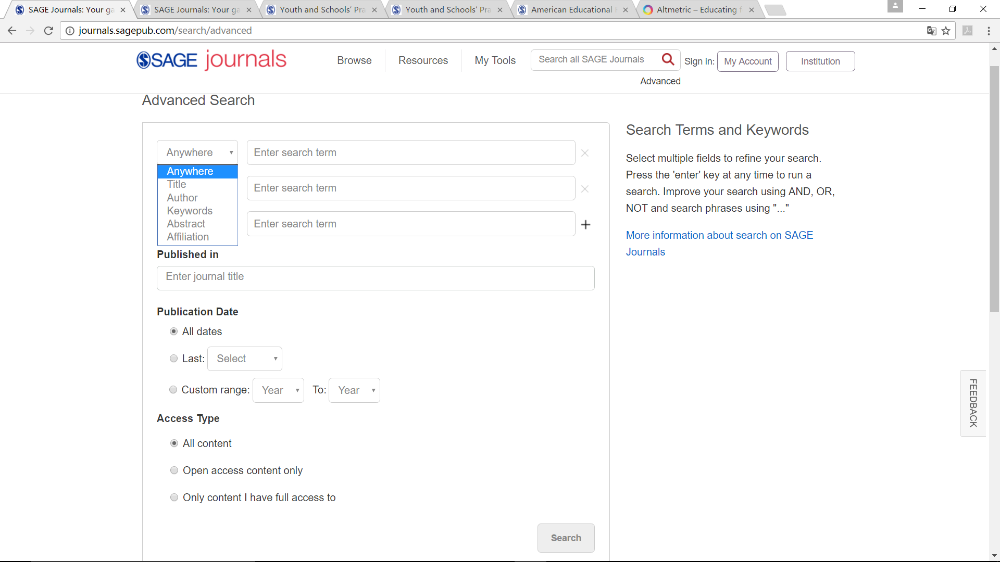 SAGE Journals: Your ga
SAGE Journals: Your ga
Youth and Schools' Pra
Youth and Schools' Pra
American Educational
Altmetric – Educating f
journals.sagepub.com/search/advanced
SAGE journals
Browse
Resources
My Tools
Search all SAGE Journals
Sign in:
My Account
Institution
Advanced
Advanced Search
Anywhere
Enter search term
Anywhere
Title
Author
Keywords
Abstract
Affiliation
Enter search term
Enter search term
Published in
Enter journal title
Publication Date
All dates
Last: Select
Custom range: Year To: Year
Access Type
All content
Open access content only
Only content I have full access to
Search
Search Terms and Keywords
Select multiple fields to refine your search.
Press the 'enter' key at any time to run a
search. Improve your search using AND, OR,
NOT and search phrases using "..."
More information about search on SAGE
Journals
FEEDBACK